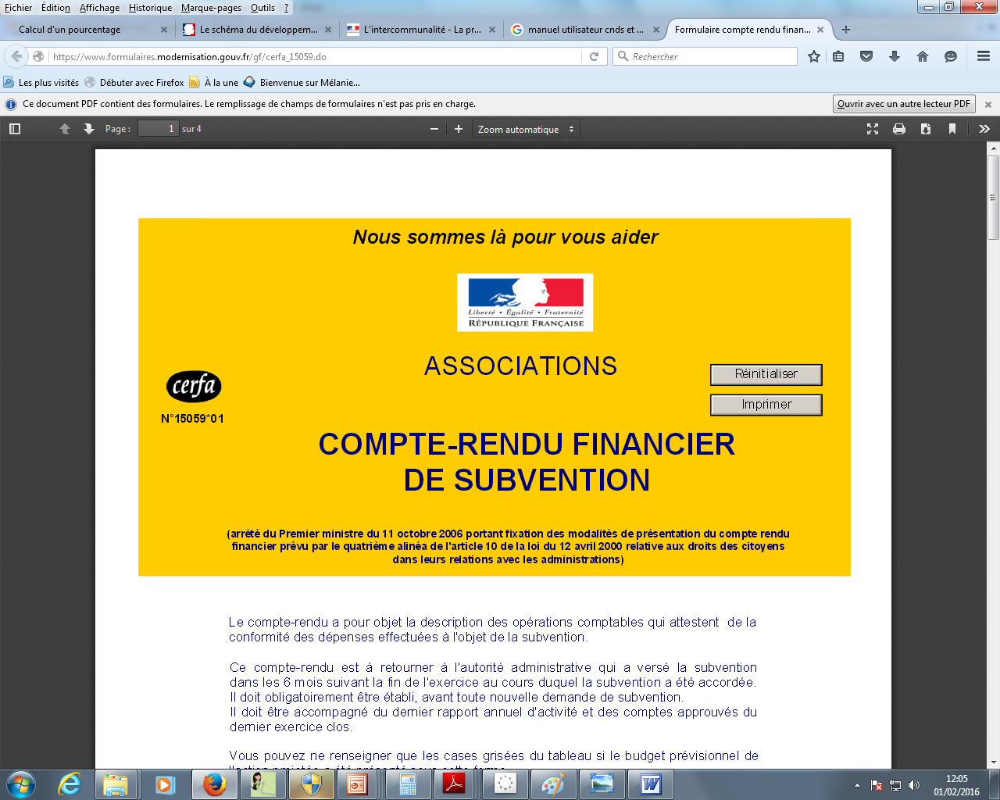 Fichier Édition Affichage Historique Marque-pages Outils ?
Calcul d'un pourcentage
Le schéma du développem...
L'intercommunalité - La pr...
manuel utilisateur cnds et ...
Formulaire compte rendu finan...
https://www.formulaires.modernisation.gouv.fr/gf/cerfa_15059.do
Rechercher
Les plus visités Débuter avec Firefox À la une Bienvenue sur Mélanie...
Ce document PDF contient des formulaires. Le remplissage de champs de formulaires n'est pas pris en charge.
Ouvrir avec un autre lecteur PDF
Page : 1 sur 4
Zoom automatique
Nous sommes là pour vous aider
Liberté • Égalité • Fraternité
RÉPUBLIQUE FRANÇAISE
ASSOCIATIONS
Réinitialiser
cerfa
Imprimer
N°15059*01
COMPTE-RENDU FINANCIER
DE SUBVENTION
(arrêté du Premier ministre du 11 octobre 2006 portant fixation des modalités de présentation du compte rendu
financier prévu par le quatrième alinéa de l'article 10 de la loi du 12 avril 2000 relative aux droits des citoyens
dans leurs relations avec les administrations)
Le compte-rendu a pour objet la description des opérations comptables qui attestent de la
conformité des dépenses effectuées à l'objet de la subvention.
Ce compte-rendu est à retourner à l'autorité administrative qui a versé la subvention
dans les 6 mois suivant la fin de l'exercice au cours duquel la subvention a été accordée.
Il doit obligatoirement être établi, avant toute nouvelle demande de subvention.
Il doit être accompagné du dernier rapport annuel d'activité et des comptes approuvés du
dernier exercice clos.
Vous pouvez ne renseigner que les cases grisées du tableau si le budget prévisionnel de
l'action projetée a été présenté sous cette forme.
12:05
01/02/2016